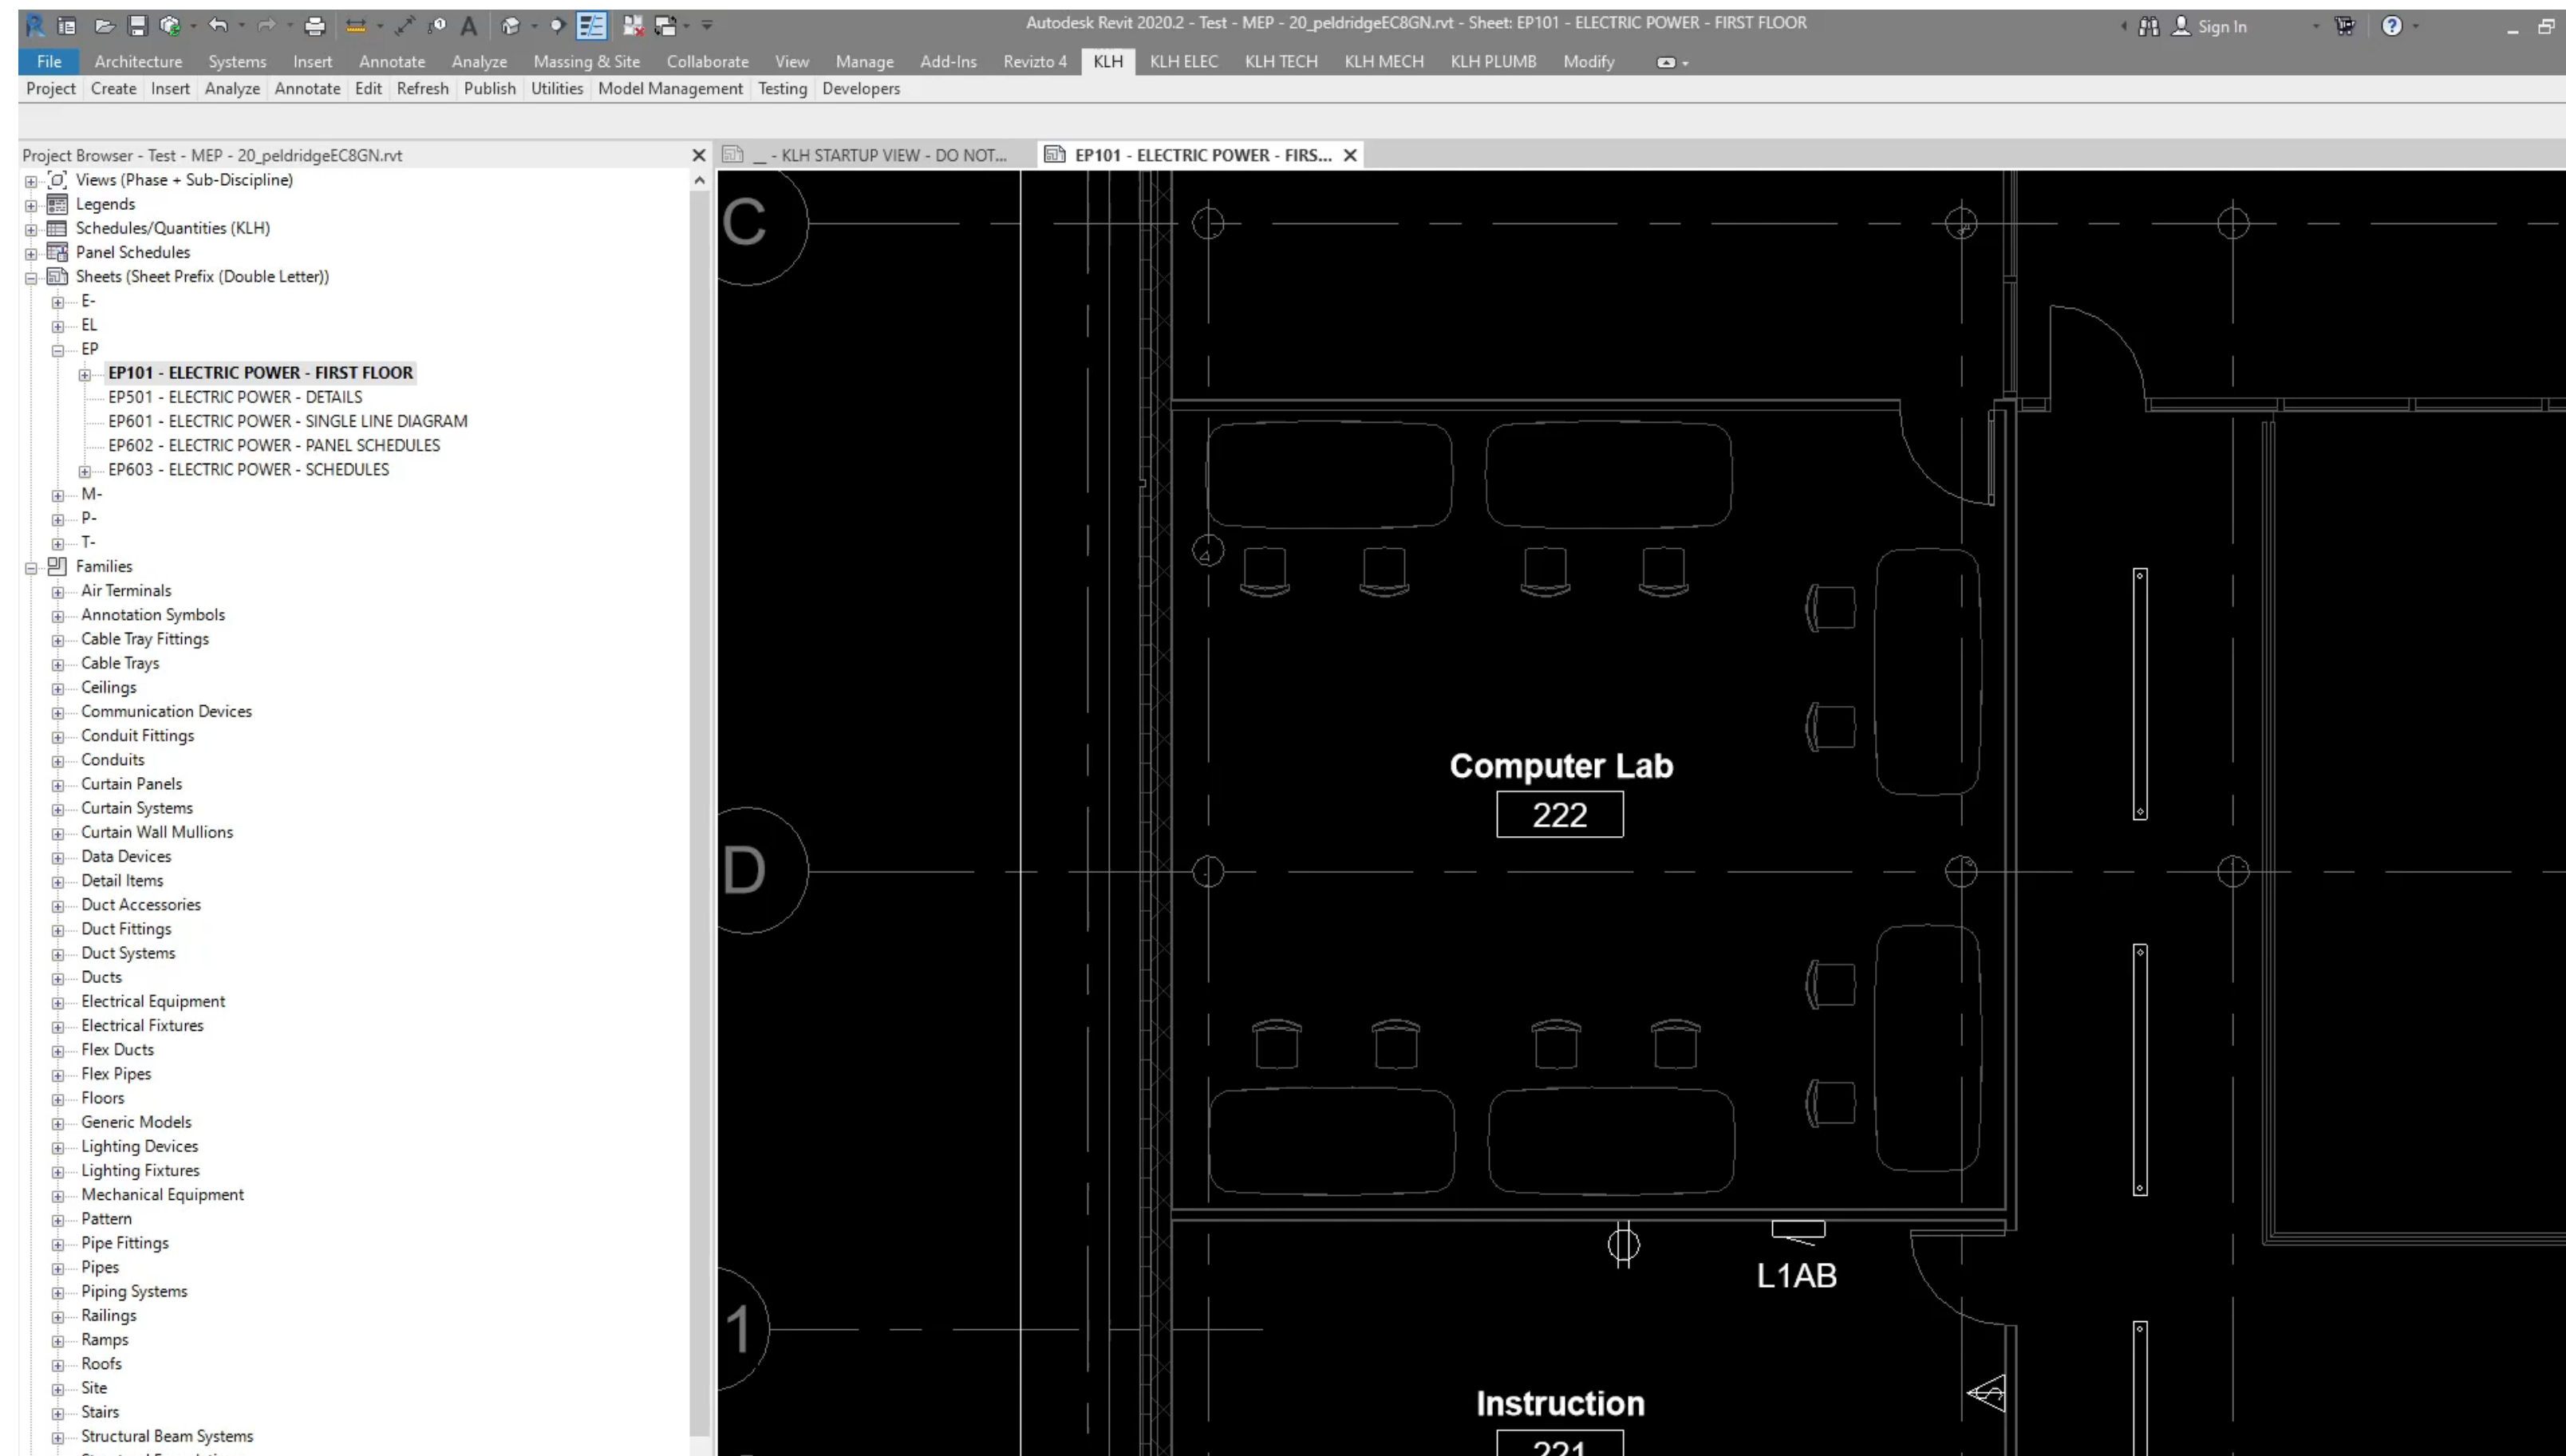 Autodesk Revit 2020.2 - Test - MEP - 20_peldridgeEC8GN.rvt - Sheet: EP101 - ELECTRIC POWER - FIRST FLOOR
Sign In
File Architecture Systems Insert Annotate Analyze Massing & Site Collaborate View Manage Add-Ins Revizto 4 KLH KLH ELEC KLH TECH KLH MECH KLH PLUMB Modify
Project Create Insert Analyze Annotate Edit Refresh Publish Utilities Model Management Testing Developers
Project Browser - Test - MEP - 20_peldridgeEC8GN.rvt
__ - KLH STARTUP VIEW - DO NOT...
EP101 - ELECTRIC POWER - FIRS...
Views (Phase + Sub-Discipline)
Legends
Schedules/Quantities (KLH)
Panel Schedules
Sheets (Sheet Prefix (Double Letter))
E-
EL
EP
EP101 - ELECTRIC POWER - FIRST FLOOR
EP501 - ELECTRIC POWER - DETAILS
EP601 - ELECTRIC POWER - SINGLE LINE DIAGRAM
EP602 - ELECTRIC POWER - PANEL SCHEDULES
EP603 - ELECTRIC POWER - SCHEDULES
M-
P-
T-
Families
Air Terminals
Annotation Symbols
Cable Tray Fittings
Cable Trays
Ceilings
Communication Devices
Conduit Fittings
Conduits
Curtain Panels
Curtain Systems
Curtain Wall Mullions
Data Devices
Detail Items
Duct Accessories
Duct Fittings
Duct Systems
Ducts
Electrical Equipment
Electrical Fixtures
Flex Ducts
Flex Pipes
Floors
Generic Models
Lighting Devices
Lighting Fixtures
Mechanical Equipment
Pattern
Pipe Fittings
Pipes
Piping Systems
Railings
Ramps
Roofs
Site
Stairs
Structural Beam Systems
C
Computer Lab
222
D
L1AB
1
Instruction
221